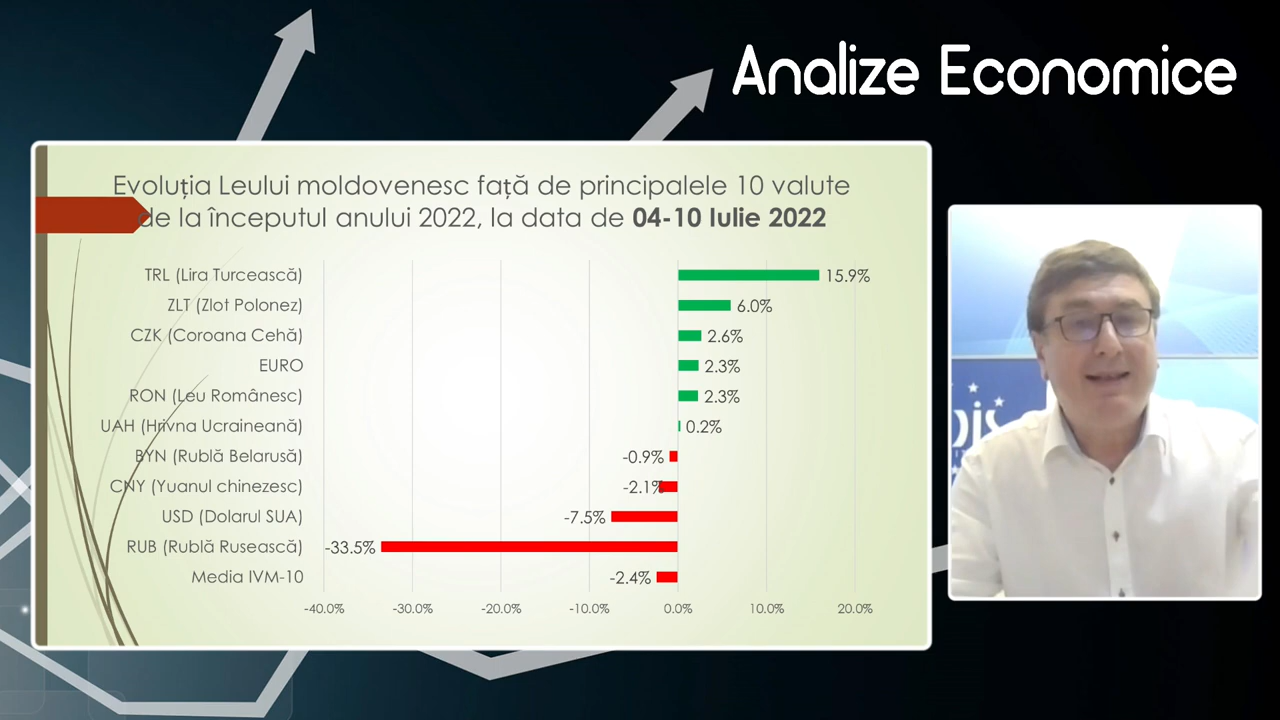 Analize Economice
Evoluția Leului moldovenesc față de principalele 10 valute
de la începutul anului 2022, la data de 04-10 Iulie 2022
TRL (Lira Turcească) 15.9%
ZLT (Zlot Polonez) 6.0%
CZK (Coroana Cehă) 2.6%
EURO 2.3%
RON (Leu Românesc) 2.3%
UAH (Hrivna Ucraineană) 0.2%
BYN (Rublă Belarusă) -0.9%
CNY (Yuanul chinezesc) -2.1%
USD (Dolarul SUA) -7.5%
RUB (Rublă Rusească) -33.5%
Media IVM-10 -2.4%
-40.0% -30.0% -20.0% -10.0% 0.0% 10.0% 20.0%